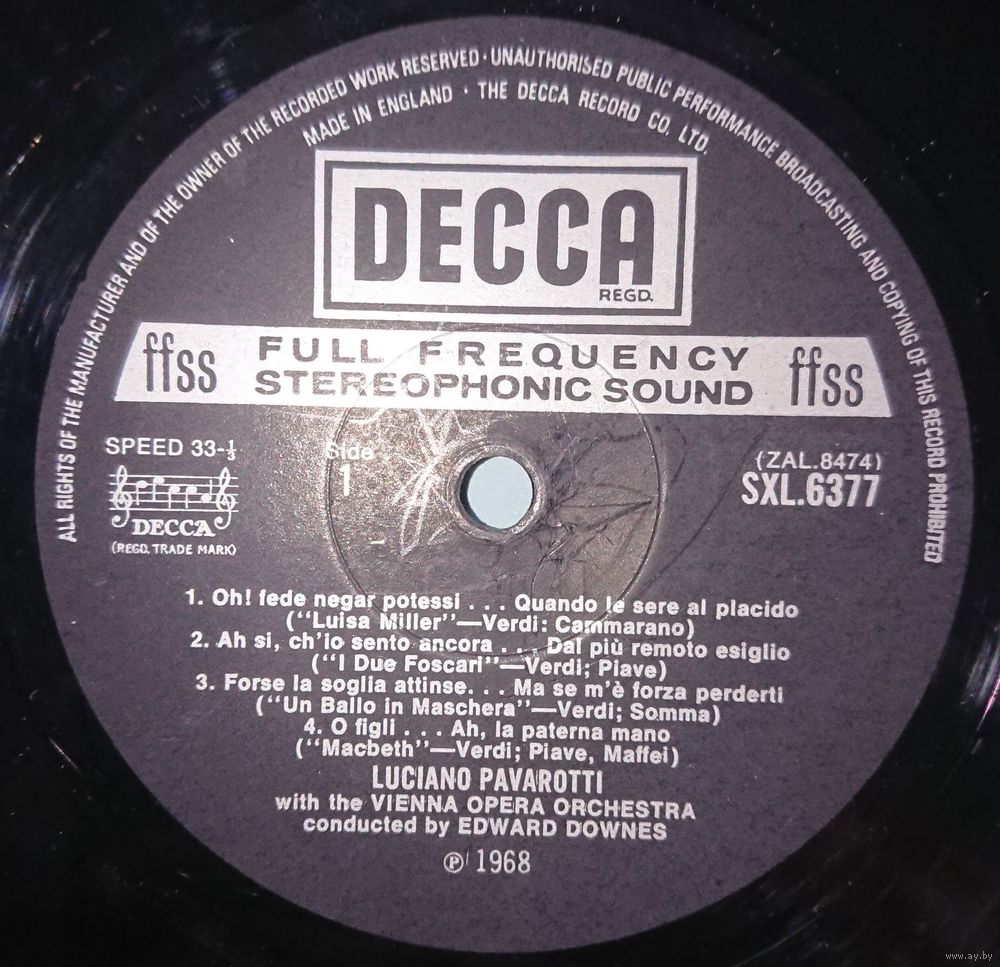 ALL RIGHTS OF THE MANUFACTURER AND OF THE OWNER OF THE RECORDED WORK RESERVED · UNAUTHORISED PUBLIC PERFORMANCE BROADCASTING AND COPYING OF THIS RECORD PROHIBITED
MADE IN ENGLAND · THE DECCA RECORD CO. LTD.
DECCA
REGD.
ffss FULL FREQUENCY ffss
STEREOPHONIC SOUND
SPEED 33-⅓
Side
1
(ZAL.8474)
SXL.6377
DECCA
(REGD. TRADE MARK)
1. Oh! fede negar potessi . . . Quando le sere al placido
("Luisa Miller"—Verdi: Cammarano)
2. Ah si, ch'io sento ancora . . . Dal più remoto esiglio
("I Due Foscari"—Verdi; Piave)
3. Forse la soglia attinse. . . Ma se m'è forza perderti
("Un Ballo in Maschera"—Verdi; Somma)
4. O figli . . . Ah, la paterna mano
("Macbeth"—Verdi; Piave, Maffei)
LUCIANO PAVAROTTI
with the VIENNA OPERA ORCHESTRA
conducted by EDWARD DOWNES
℗ 1968
www.ay.by